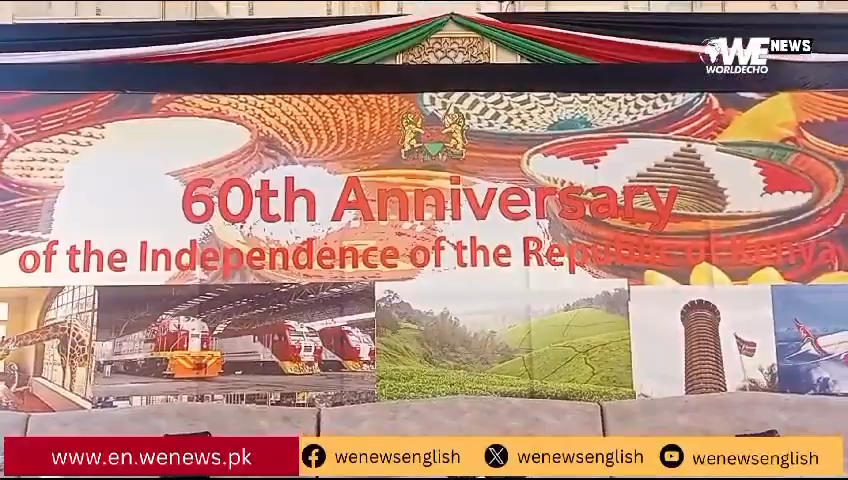 WE NEWS
WORLDECHO
60th Anniversary
of the Independence of the Republic of Kenya
www.en.wenews.pk
wenewsenglish
wenewsenglish
wenewsenglish